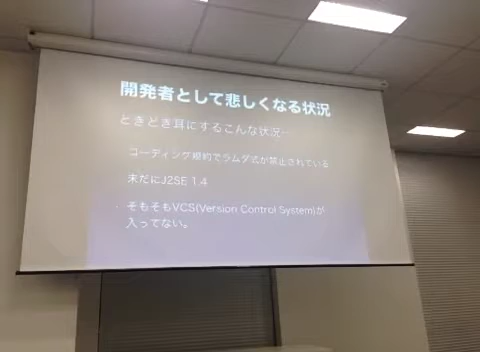 開発者として悲しくなる状況
ときどき耳にするこんな状況…
コーディング規約でラムダ式が禁止されている
未だにJ2SE 1.4
そもそもVCS(Version Control System)が
入ってない。